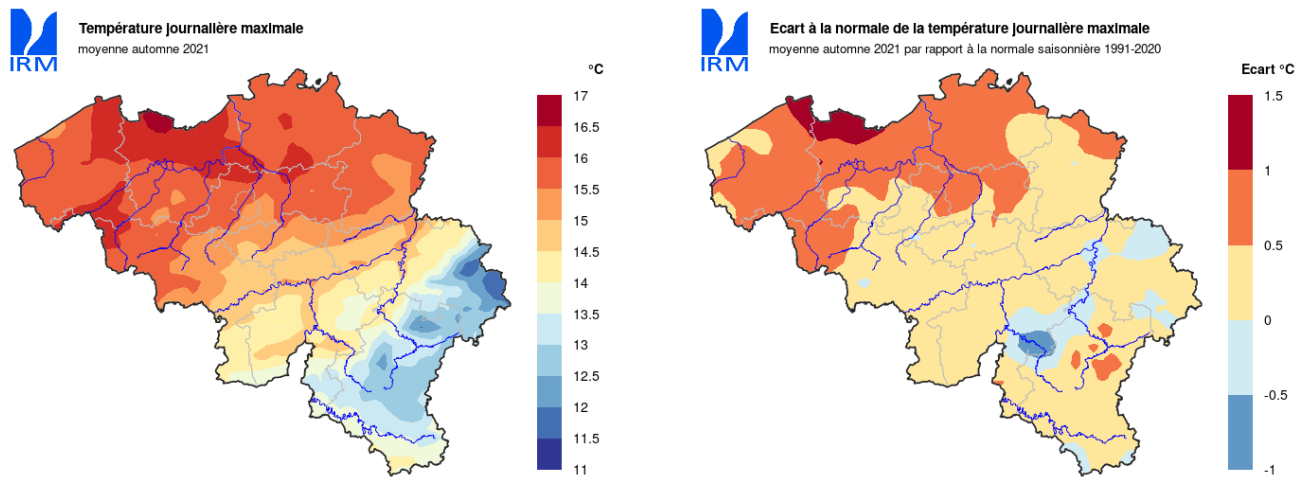 IRM
Température journalière maximale
moyenne automne 2021
°C
17
16.5
16
15.5
15
14.5
14
13.5
13
12.5
12
11.5
11
IRM
Ecart à la normale de la température journalière maximale
moyenne automne 2021 par rapport à la normale saisonnière 1991-2020
Ecart °C
1.5
1
0.5
0
-0.5
-1